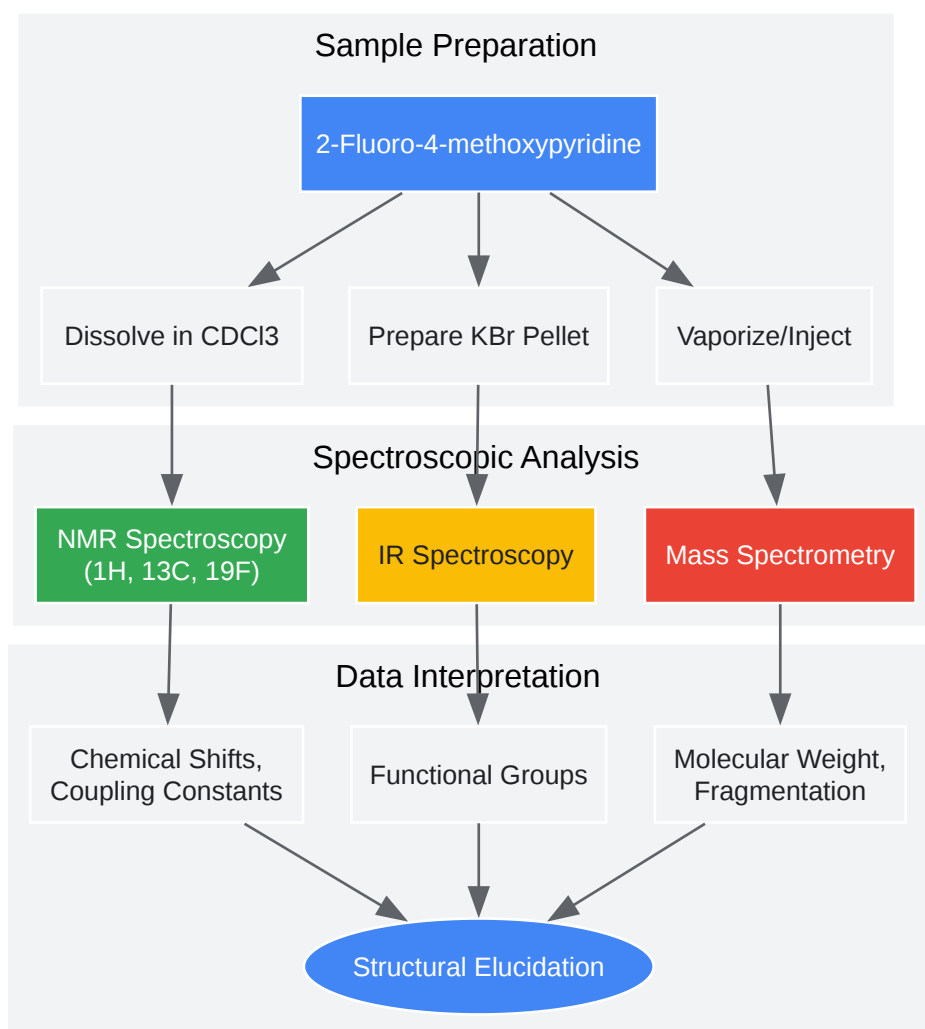 Sample Preparation
2-Fluoro-4-methoxypyridine
Dissolve in CDCl3
Prepare KBr Pellet
Vaporize/Inject
Spectroscopic Analysis
NMR Spectroscopy
(1H, 13C, 19F)
IR Spectroscopy
Mass Spectrometry
Data Interpretation
Chemical Shifts,
Coupling Constants
Functional Groups
Molecular Weight,
Fragmentation
Structural Elucidation